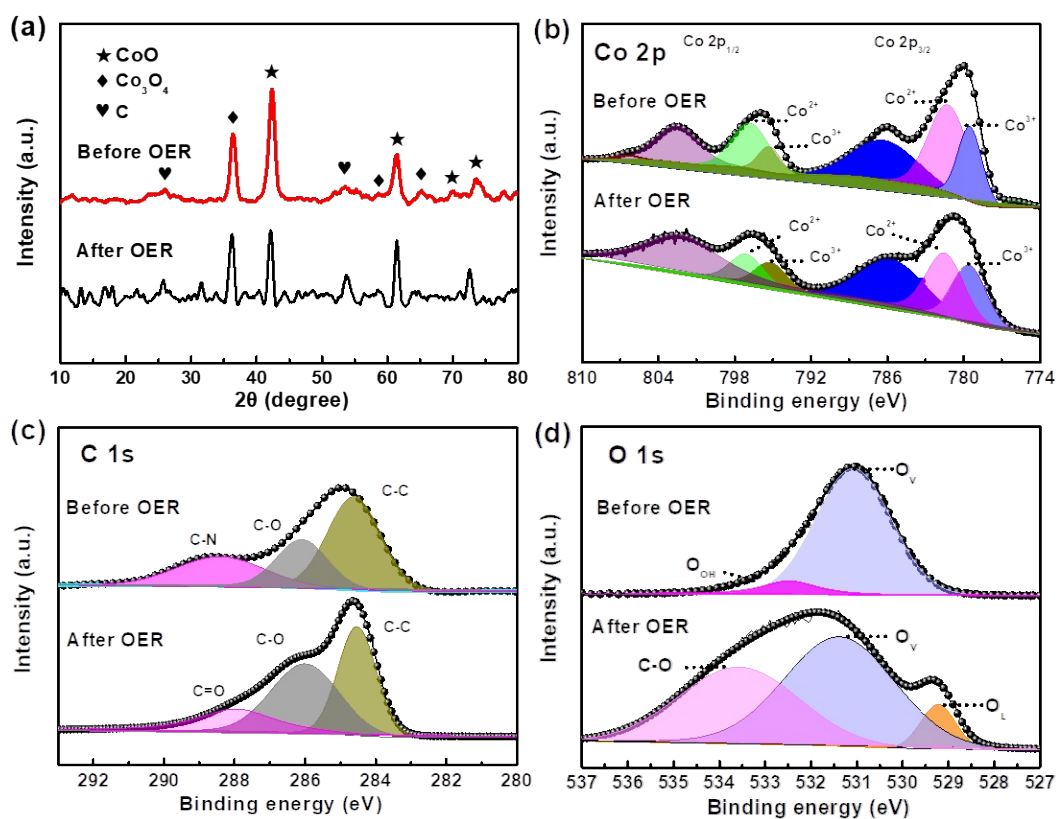 (a)
★ CoO
♦ Co3O4
♥ C
Before OER
After OER
Intensity (a.u.)
10 20 30 40 50 60 70 80
2θ (degree)
(b)
Co 2p
Co 2p1/2
Co 2p3/2
Before OER
Co2+
Co3+
Co2+
Co3+
After OER
Co2+
Co3+
Co2+
Co3+
Intensity (a.u.)
810 804 798 792 786 780 774
Binding energy (eV)
(c)
C 1s
Before OER
C-N
C-O
C-C
After OER
C=O
C-O
C-C
Intensity (a.u.)
292 290 288 286 284 282 280
Binding energy (eV)
(d)
O 1s
Before OER
OV
OOH
After OER
C-O
OV
OL
Intensity (a.u.)
537 536 535 534 533 532 531 530 529 528 527
Binding energy (eV)